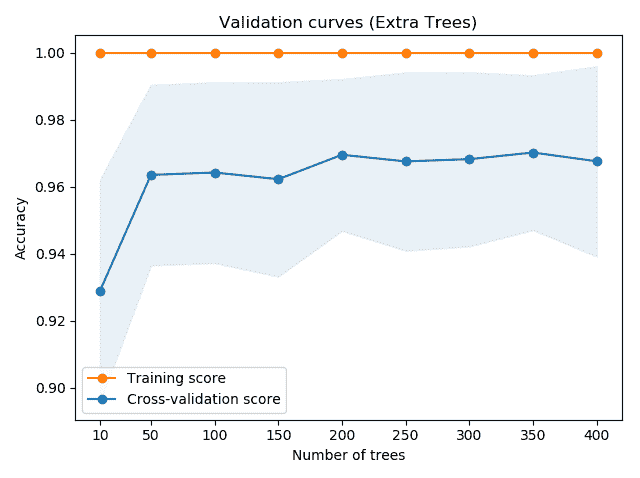 Validation curves (Extra Trees)
1.00
0.98
0.96
0.94
0.92
0.90
Accuracy
Training score
Cross-validation score
10 50 100 150 200 250 300 350 400
Number of trees